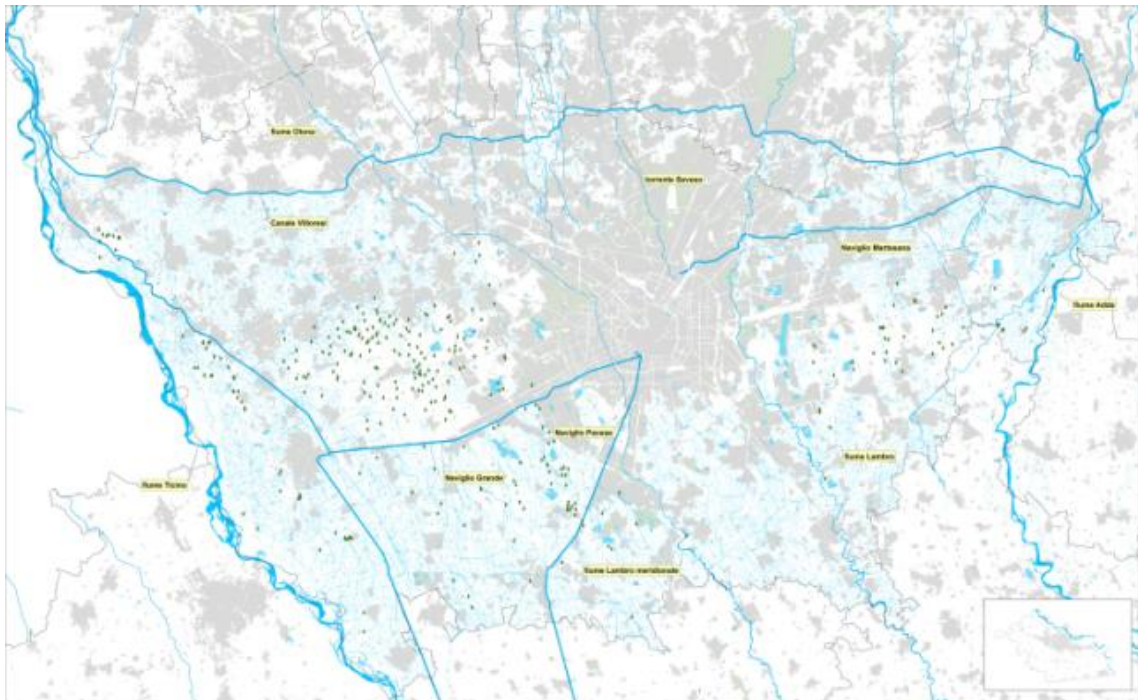 fiume Olona
torrente Seveso
Canale Villoresi
Naviglio Martesana
fiume Adda
Naviglio Pavese
fiume Lambro
Naviglio Grande
fiume Ticino
fiume Lambro meridionale